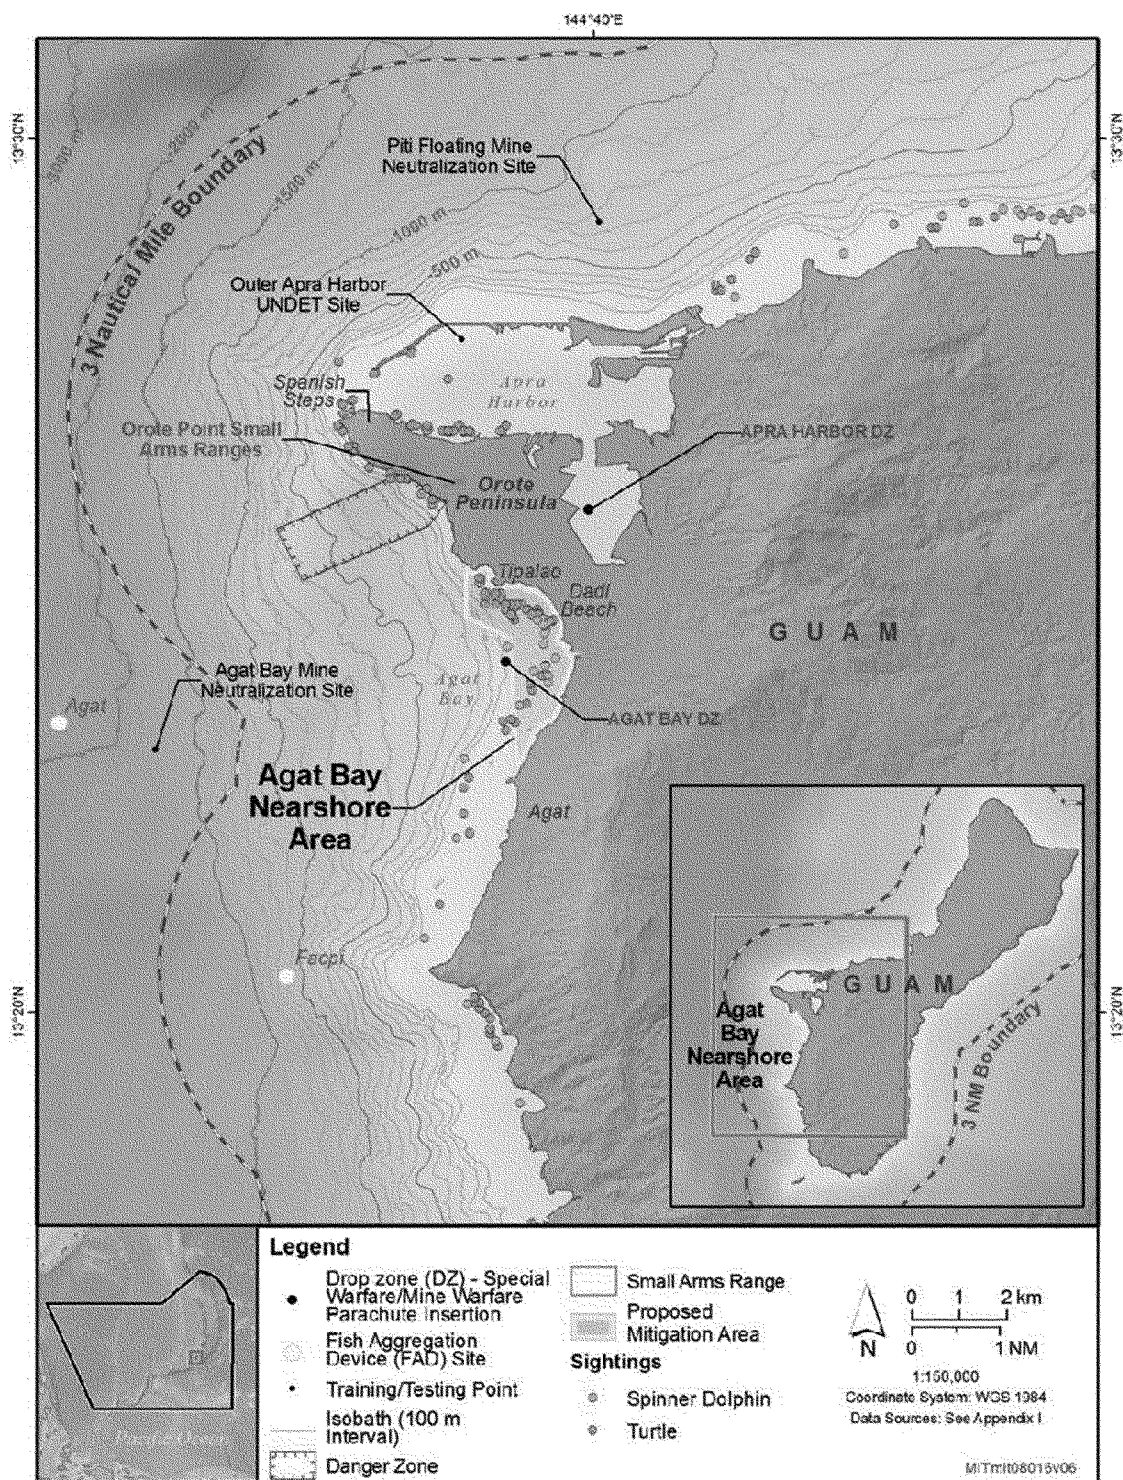 144°40'E
13°30'N
13°30'N
-2000 m
-1500 m
-1000 m
-500 m
3 Nautical Mile Boundary
Piti Floating Mine
Neutralization Site
Outer Apra Harbor
UNDET Site
Spanish
Steps
Apra
Harbor
Orote Point Small
Arms Ranges
APRA HARBOR DZ
Orote
Peninsula
Tipalao
Dadi
Beach
GUAM
Agat Bay Mine
Neutralization Site
Agat
Agat
Bay
AGAT BAY DZ
Agat Bay
Nearshore
Area
Agat
Facpi
13°20'N
13°20'N
GUAM
Agat
Bay
Nearshore
Area
3 NM Boundary
Legend
Drop zone (DZ) - Special
Warfare/Mine Warfare
Parachute Insertion
Fish Aggregation
Device (FAD) Site
Training/Testing Point
Isobath (100 m
Interval)
Danger Zone
Small Arms Range
Proposed
Mitigation Area
Sightings
Spinner Dolphin
Turtle
N
0 1 2 km
0 1 NM
1:150,000
Coordinate System: WGS 1984
Data Sources: See Appendix I
MITmit08015v06